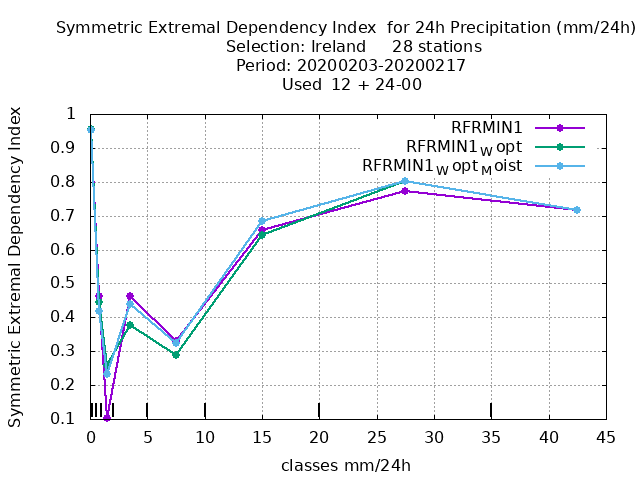 Symmetric Extremal Dependency Index  for 24h Precipitation (mm/24h)
Selection: Ireland     28 stations
Period: 20200203-20200217
Used  12 + 24-00
Symmetric Extremal Dependency Index
1
0.9
0.8
0.7
0.6
0.5
0.4
0.3
0.2
0.1
RFRMIN1
RFRMIN1_W opt
RFRMIN1_W opt_M oist
0 5 10 15 20 25 30 35 40 45
classes mm/24h